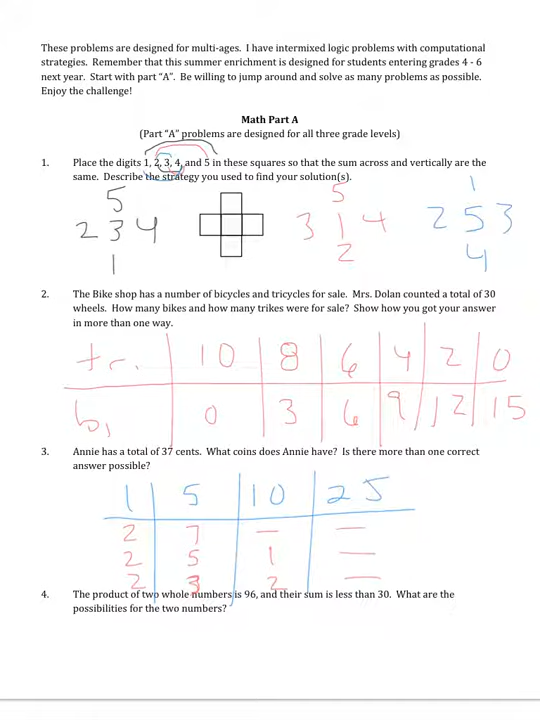 These problems are designed for multi-ages.  I have intermixed logic problems with computational
strategies.  Remember that this summer enrichment is designed for students entering grades 4 - 6
next year.  Start with part “A”.  Be willing to jump around and solve as many problems as possible.
Enjoy the challenge!
Math Part A
(Part “A” problems are designed for all three grade levels)
1. Place the digits 1, 2, 3, 4, and 5 in these squares so that the sum across and vertically are the
same.  Describe the strategy you used to find your solution(s).
5 5 1
2 3 4 3 1 4 2 5 3
1 2 4
2. The Bike shop has a number of bicycles and tricycles for sale.  Mrs. Dolan counted a total of 30
wheels.  How many bikes and how many trikes were for sale?  Show how you got your answer
in more than one way.
tr. 10 8 6 4 2 0
bi 0 3 6 9 12 15
3. Annie has a total of 37 cents.  What coins does Annie have?  Is there more than one correct
answer possible?
1 5 10 25
2 7 — —
2 5 1 —
2 3 2 —
4. The product of two whole numbers is 96, and their sum is less than 30.  What are the
possibilities for the two numbers?